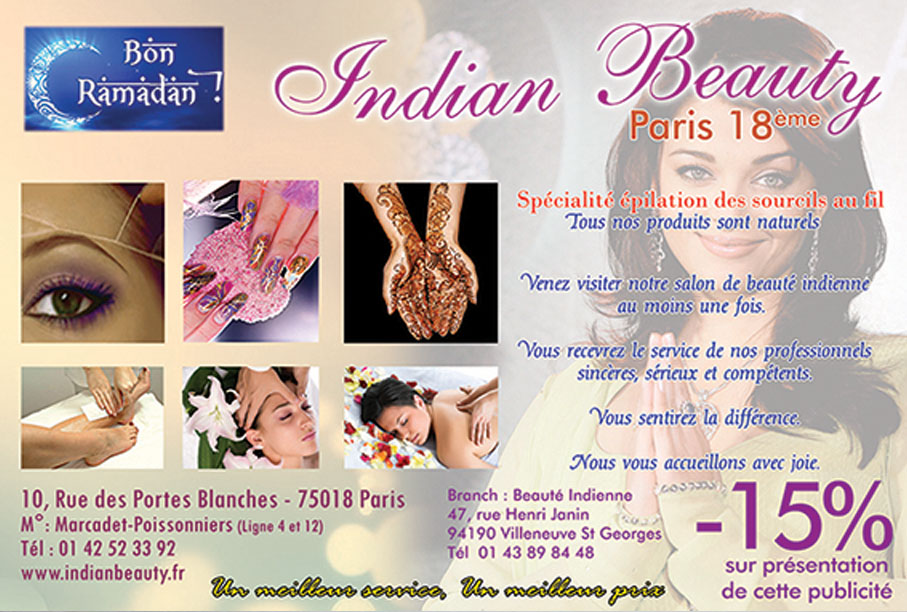 Bon
Ramadan !
Indian Beauty
Paris 18ème
Spécialité épilation des sourcils au fil
Tous nos produits sont naturels
Venez visiter notre salon de beauté indienne
au moins une fois.
Vous recevrez le service de nos professionnels
sincères, sérieux et compétents.
Vous sentirez la différence.
Nous vous accueillons avec joie.
10, Rue des Portes Blanches - 75018 Paris
M° : Marcadet-Poissonniers (Ligne 4 et 12)
Tél : 01 42 52 33 92
www.indianbeauty.fr
Branch : Beauté Indienne
47, rue Henri Janin
94190 Villeneuve St Georges
Tél 01 43 89 84 48
-15%
sur présentation
de cette publicité
Un meilleur service, Un meilleur prix